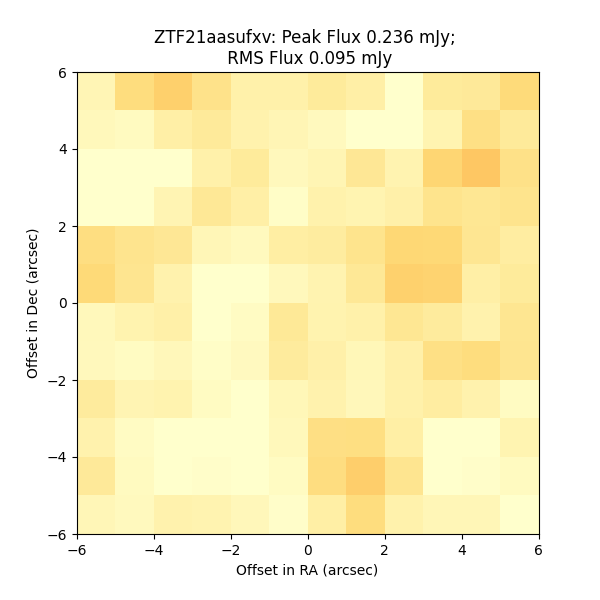 ZTF21aasufxv: Peak Flux 0.236 mJy;
RMS Flux 0.095 mJy
6
4
2
0
−2
−4
−6
Offset in Dec (arcsec)
−6 −4 −2 0 2 4 6
Offset in RA (arcsec)